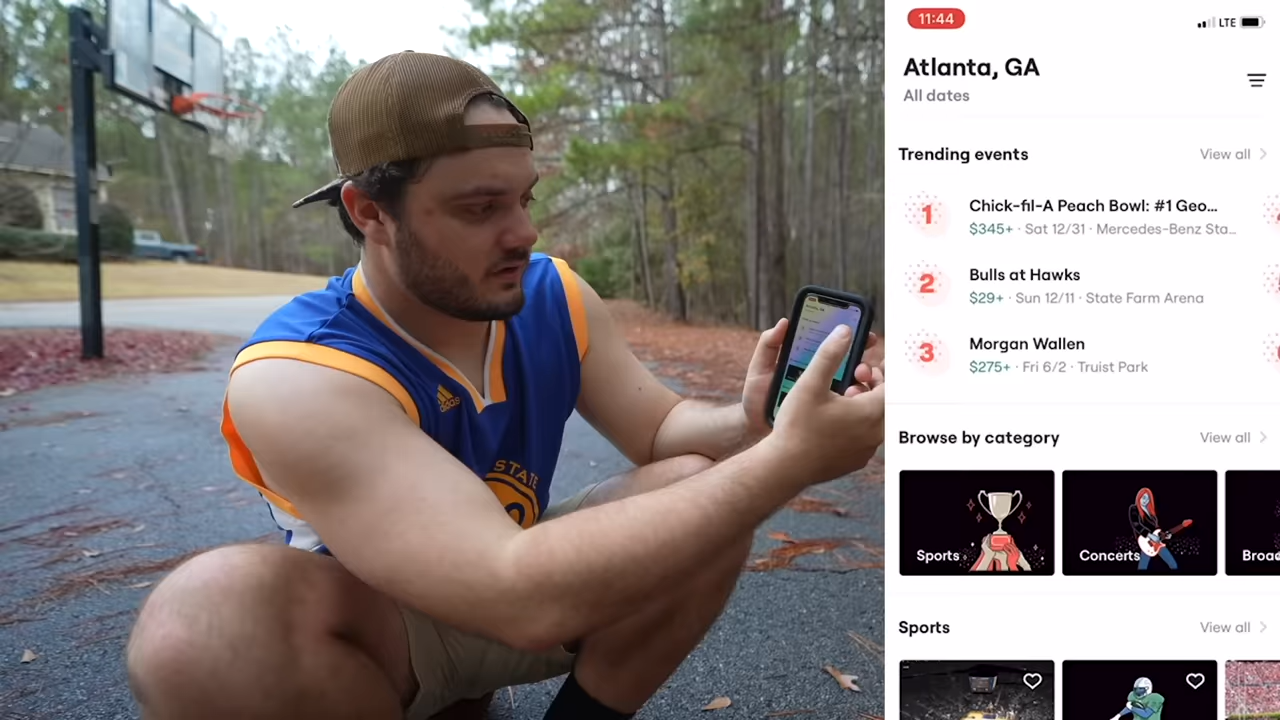 11:44
LTE
Atlanta, GA
All dates
Trending events
View all
1
Chick-fil-A Peach Bowl: #1 Geo...
$345+ · Sat 12/31 · Mercedes-Benz Sta...
2
Bulls at Hawks
$29+ · Sun 12/11 · State Farm Arena
3
Morgan Wallen
$275+ · Fri 6/2 · Truist Park
Browse by category
View all
Sports
Concerts
Broa
Sports
View all
adidas
STATE